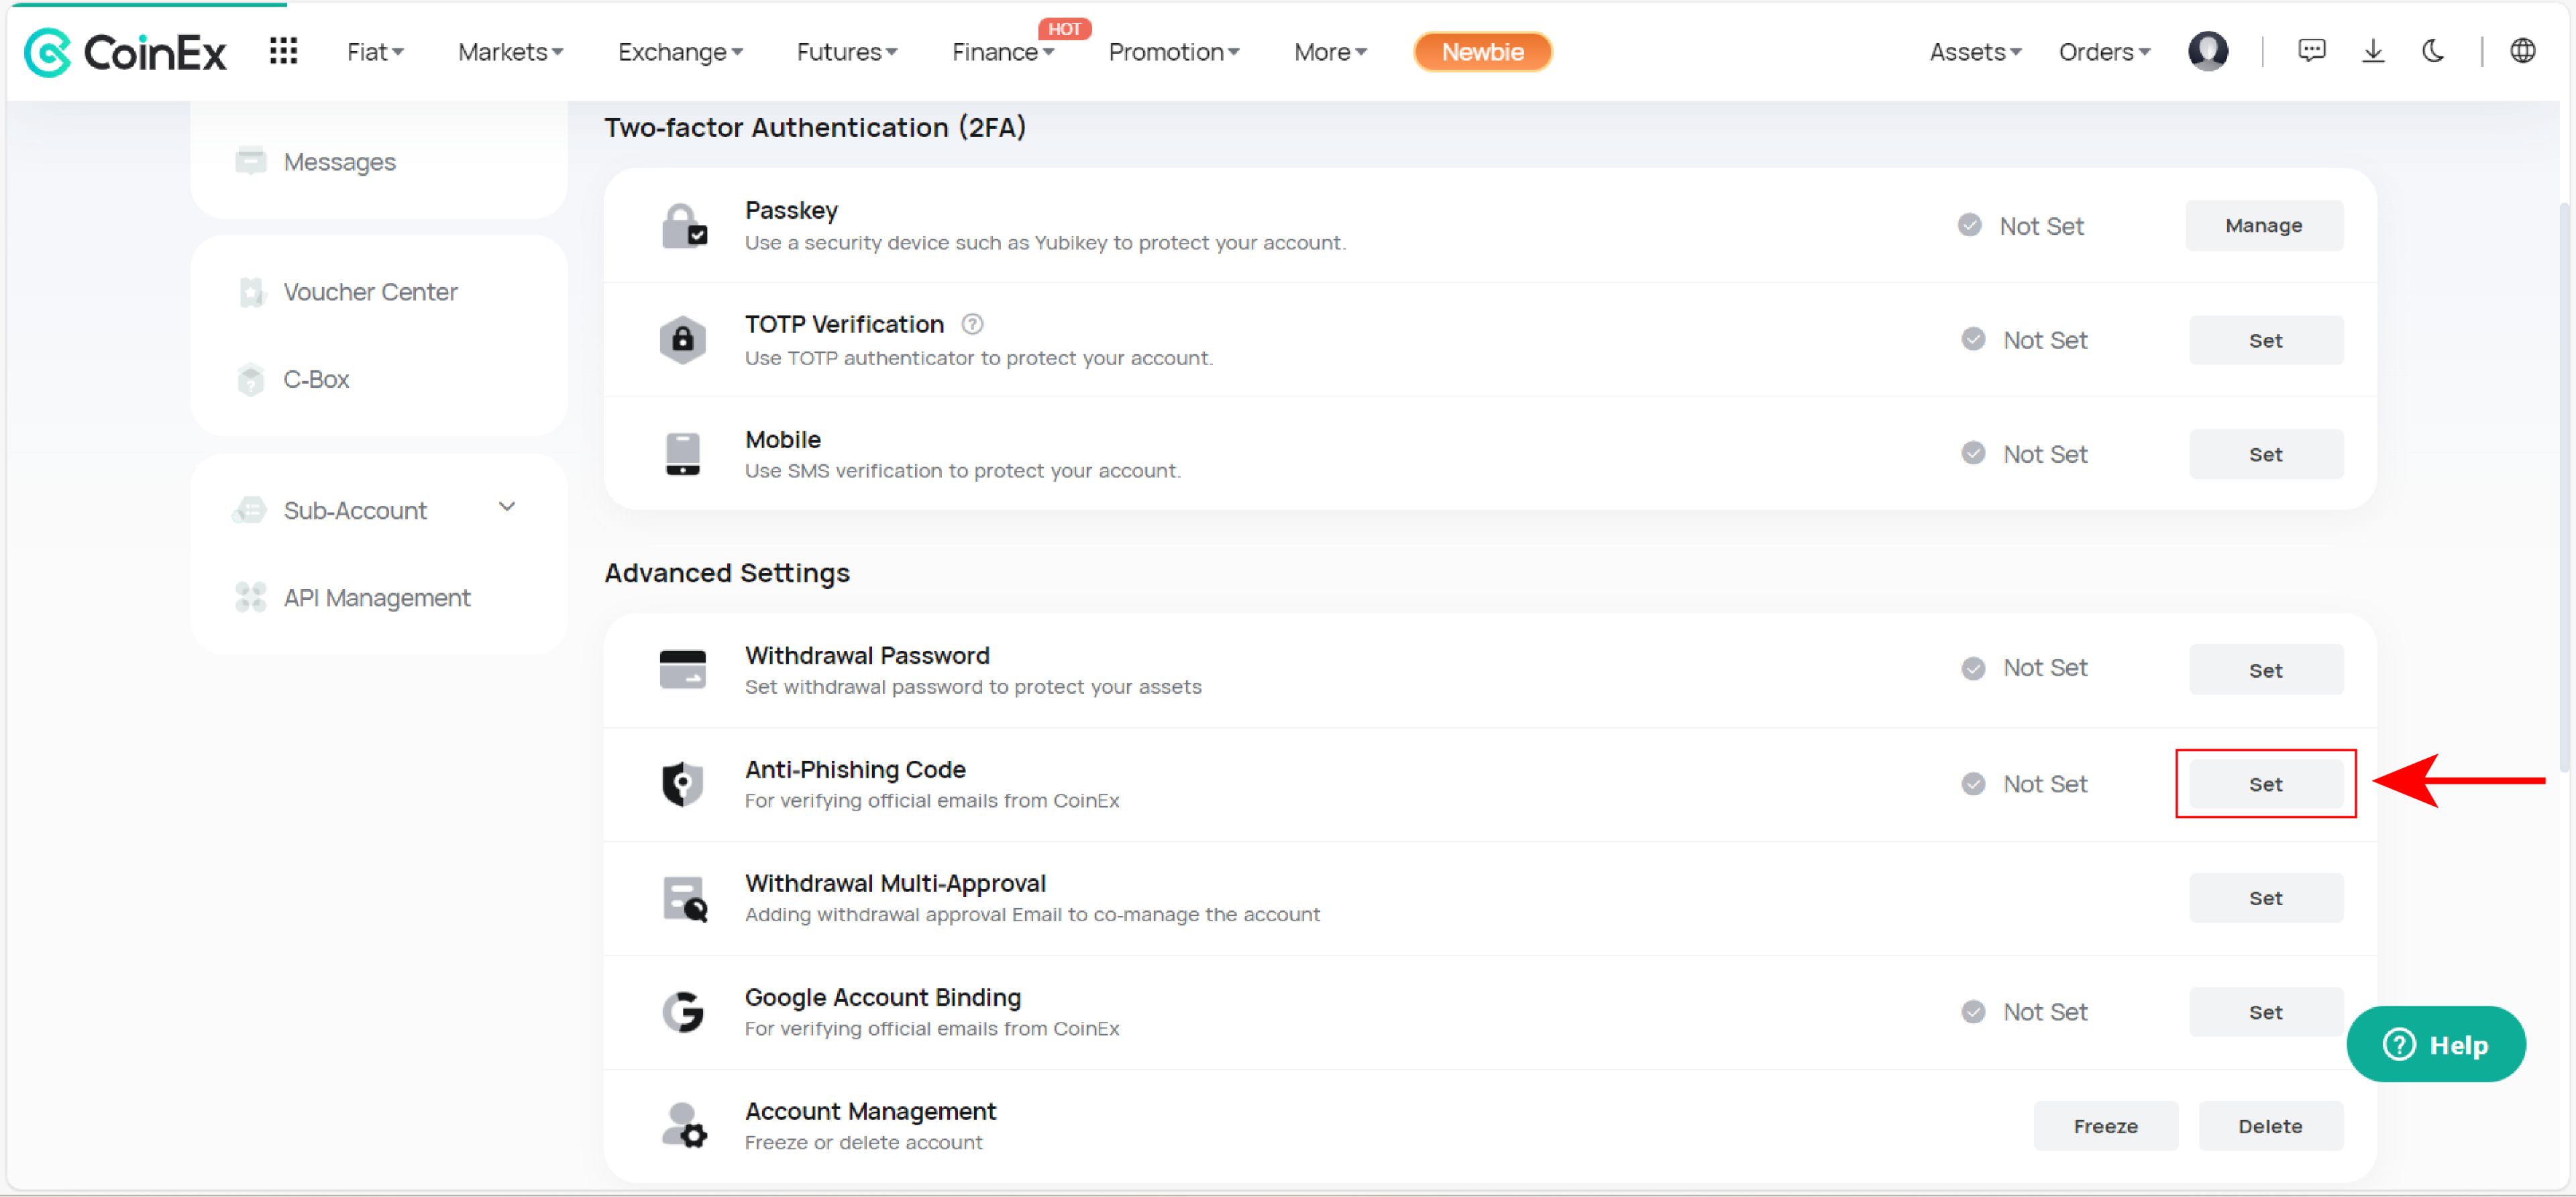 CoinEx Fiat Markets Exchange Futures Finance HOT Promotion More Newbie Assets Orders
Messages
Voucher Center
C-Box
Sub-Account
API Management
Two-factor Authentication (2FA)
Passkey
Use a security device such as Yubikey to protect your account.
Not Set Manage
TOTP Verification ?
Use TOTP authenticator to protect your account.
Not Set Set
Mobile
Use SMS verification to protect your account.
Not Set Set
Advanced Settings
Withdrawal Password
Set withdrawal password to protect your assets
Not Set Set
Anti-Phishing Code
For verifying official emails from CoinEx
Not Set Set
Withdrawal Multi-Approval
Adding withdrawal approval Email to co-manage the account
Set
Google Account Binding
For verifying official emails from CoinEx
Not Set Set
Account Management
Freeze or delete account
Freeze Delete
? Help